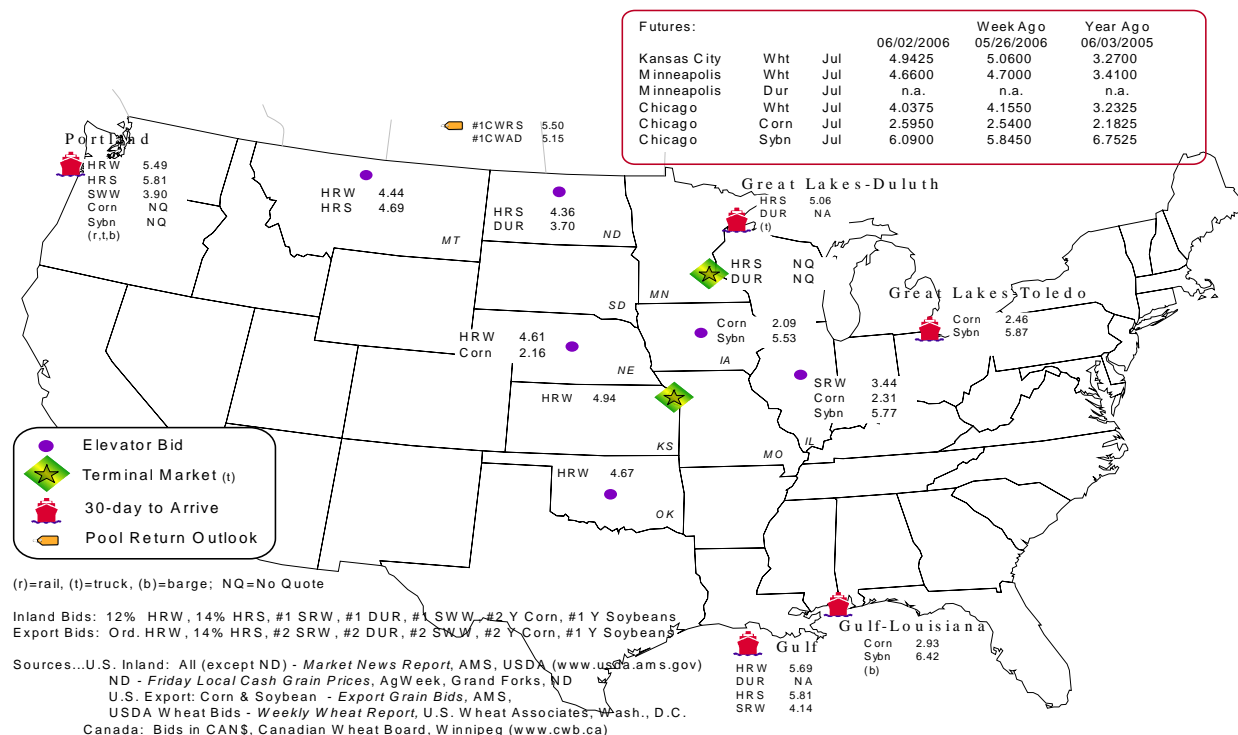 Futures: Week Ago Year Ago
06/02/2006 05/26/2006 06/03/2005
Kansas City Wht Jul 4.9425 5.0600 3.2700
Minneapolis Wht Jul 4.6600 4.7000 3.4100
Minneapolis Dur Jul n.a. n.a. n.a.
Chicago Wht Jul 4.0375 4.1550 3.2325
Chicago Corn Jul 2.5950 2.5400 2.1825
Chicago Sybn Jul 6.0900 5.8450 6.7525
#1CWRS 5.50
#1CWAD 5.15
Portland
HRW 5.49
HRS 5.81
SWW 3.90
Corn NQ
Sybn NQ
(r,t,b)
HRW 4.44
HRS 4.69
MT
HRS 4.36
DUR 3.70
ND
Great Lakes-Duluth
HRS 5.06
DUR NA
(t)
HRS NQ
DUR NQ
MN
SD
Great Lakes-Toledo
Corn 2.46
Sybn 5.87
HRW 4.61
Corn 2.16
NE
Corn 2.09
Sybn 5.53
IA
SRW 3.44
Corn 2.31
Sybn 5.77
IL
HRW 4.94
KS
MO
HRW 4.67
OK
Elevator Bid
Terminal Market (t)
30-day to Arrive
Pool Return Outlook
Gulf-Louisiana
Corn 2.93
Sybn 6.42
(b)
Gulf
HRW 5.69
DUR NA
HRS 5.81
SRW 4.14
(r)=rail, (t)=truck, (b)=barge; NQ=No Quote
Inland Bids: 12% HRW, 14% HRS, #1 SRW, #1 DUR, #1 SWW, #2 Y Corn, #1 Y Soybeans
Export Bids: Ord. HRW, 14% HRS, #2 SRW, #2 DUR, #2 SWW, #2 Y Corn, #1 Y Soybeans
Sources...U.S. Inland: All (except ND) - Market News Report, AMS, USDA (www.usda.ams.gov)
ND - Friday Local Cash Grain Prices, AgWeek, Grand Forks, ND
U.S. Export: Corn & Soybean - Export Grain Bids, AMS,
USDA Wheat Bids - Weekly Wheat Report, U.S. Wheat Associates, Wash., D.C.
Canada: Bids in CAN$, Canadian Wheat Board, Winnipeg (www.cwb.ca)